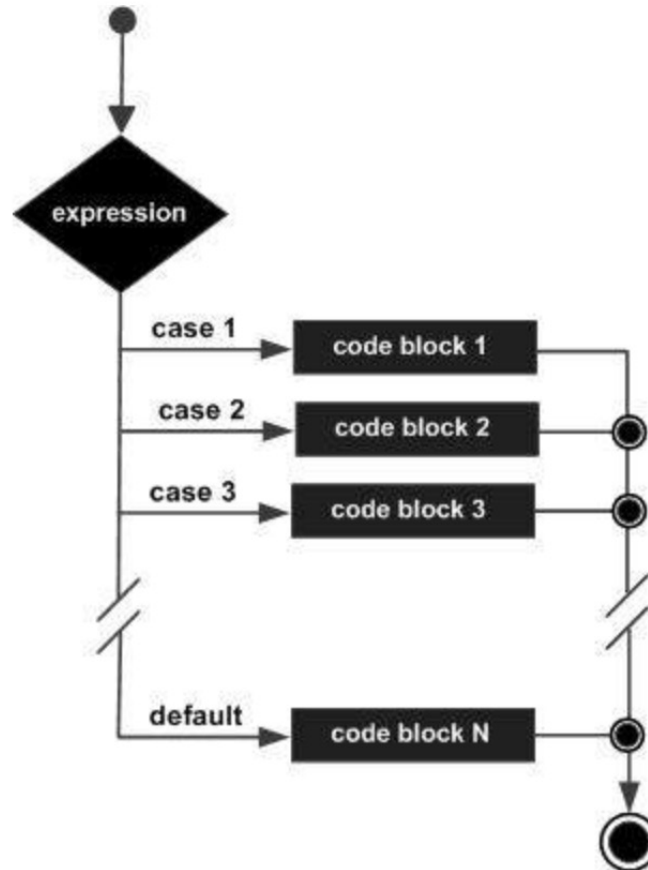 expression
case 1
code block 1
case 2
code block 2
case 3
code block 3
default
code block N